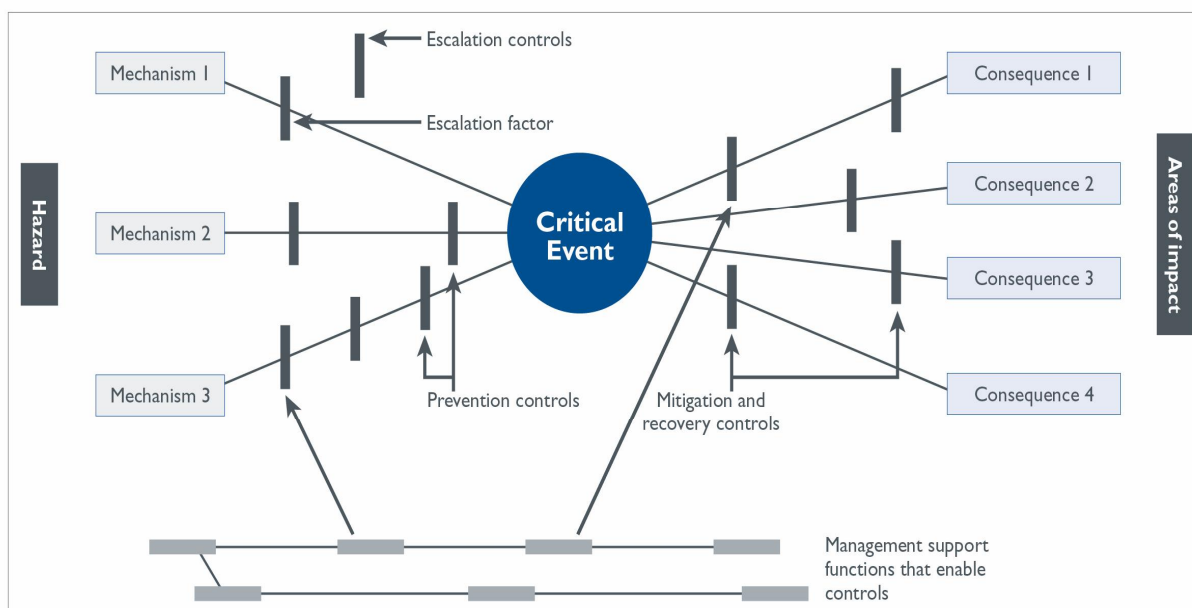 Escalation controls
Mechanism 1
Consequence 1
Escalation factor
Hazard
Mechanism 2
Critical
Event
Consequence 2
Areas of impact
Consequence 3
Mechanism 3
Prevention controls
Mitigation and
recovery controls
Consequence 4
Management support
functions that enable
controls